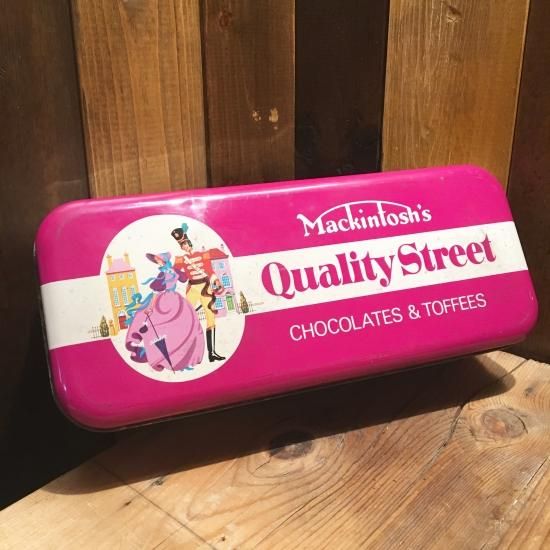 Mackintosh's
Quality Street
CHOCOLATES & TOFFEES